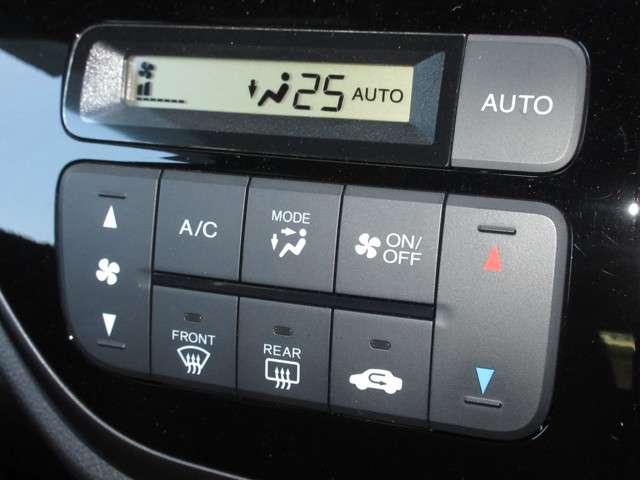 25 AUTO
AUTO
A/C
MODE
ON/
OFF
FRONT
REAR